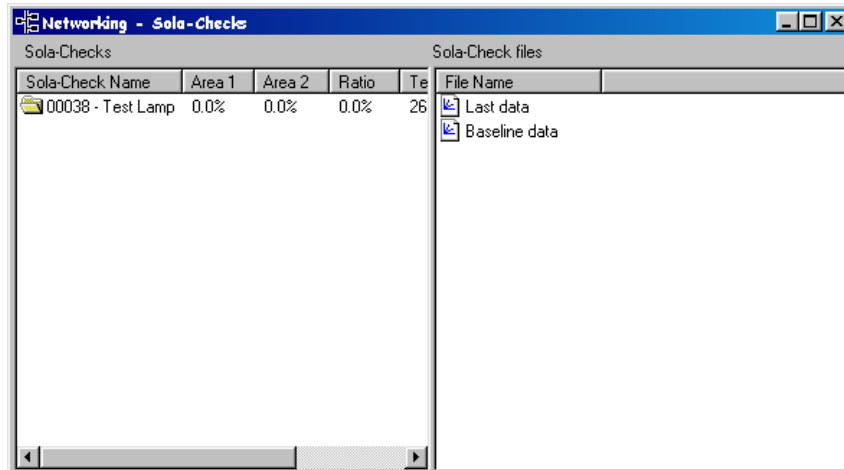 Networking - Sola-Checks
Sola-Checks
Sola-Check files
Sola-Check Name Area 1 Area 2 Ratio Te
00038 - Test Lamp 0.0% 0.0% 0.0% 26
File Name
Last data
Baseline data